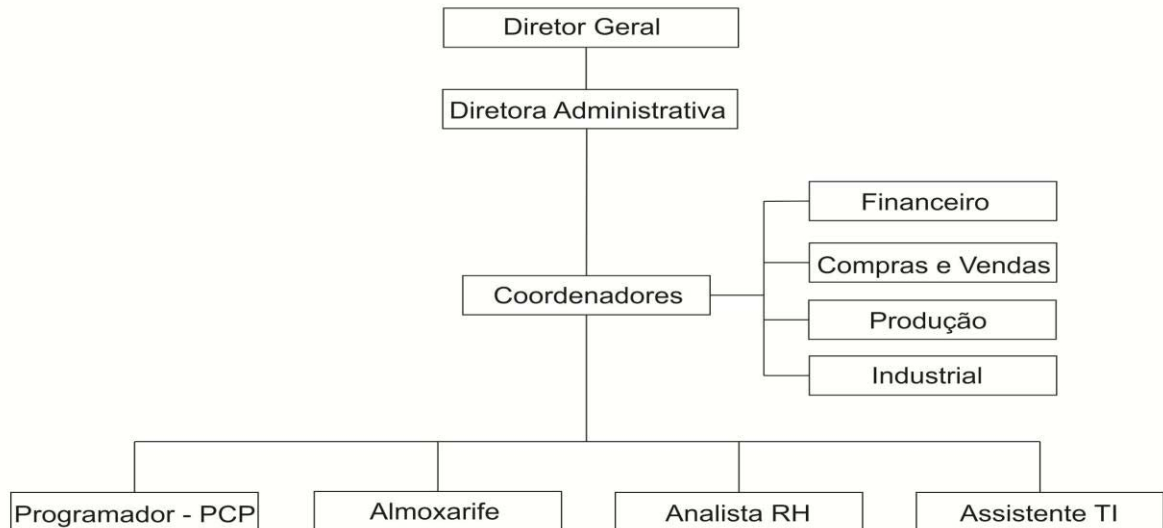 Diretor Geral
Diretora Administrativa
Financeiro
Compras e Vendas
Coordenadores
Produção
Industrial
Programador - PCP
Almoxarife
Analista RH
Assistente TI